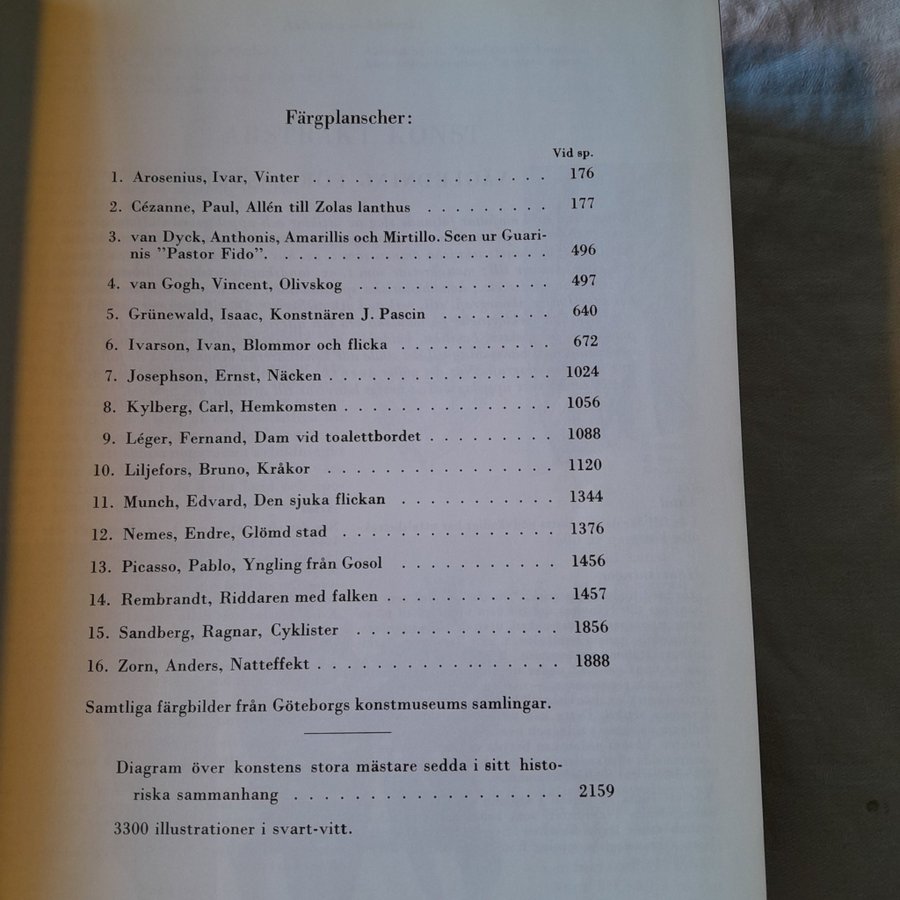 Färgplanscher:
Vid sp.
1. Arosenius, Ivar, Vinter . . . . . . . . . . . . . . . . 176
2. Cézanne, Paul, Allén till Zolas lanthus . . . . . . . . . 177
3. van Dyck, Anthonis, Amarillis och Mirtillo. Scen ur Guari-
nis ”Pastor Fido”. . . . . . . . . . . . . . . . . . . . 496
4. van Gogh, Vincent, Olivskog . . . . . . . . . . . . . . 497
5. Grünewald, Isaac, Konstnären J. Pascin . . . . . . . . 640
6. Ivarson, Ivan, Blommor och flicka . . . . . . . . . . . 672
7. Josephson, Ernst, Näcken . . . . . . . . . . . . . . . . 1024
8. Kylberg, Carl, Hemkomsten . . . . . . . . . . . . . . . 1056
9. Léger, Fernand, Dam vid toalettbordet . . . . . . . . . 1088
10. Liljefors, Bruno, Kråkor . . . . . . . . . . . . . . . . 1120
11. Munch, Edvard, Den sjuka flickan . . . . . . . . . . . 1344
12. Nemes, Endre, Glömd stad . . . . . . . . . . . . . . . 1376
13. Picasso, Pablo, Yngling från Gosol . . . . . . . . . . . 1456
14. Rembrandt, Riddaren med falken . . . . . . . . . . . . 1457
15. Sandberg, Ragnar, Cyklister . . . . . . . . . . . . . . 1856
16. Zorn, Anders, Natteffekt . . . . . . . . . . . . . . . . . 1888
Samtliga färgbilder från Göteborgs konstmuseums samlingar.
Diagram över konstens stora mästare sedda i sitt histo-
riska sammanhang . . . . . . . . . . . . . . . . . . . 2159
3300 illustrationer i svart-vitt.